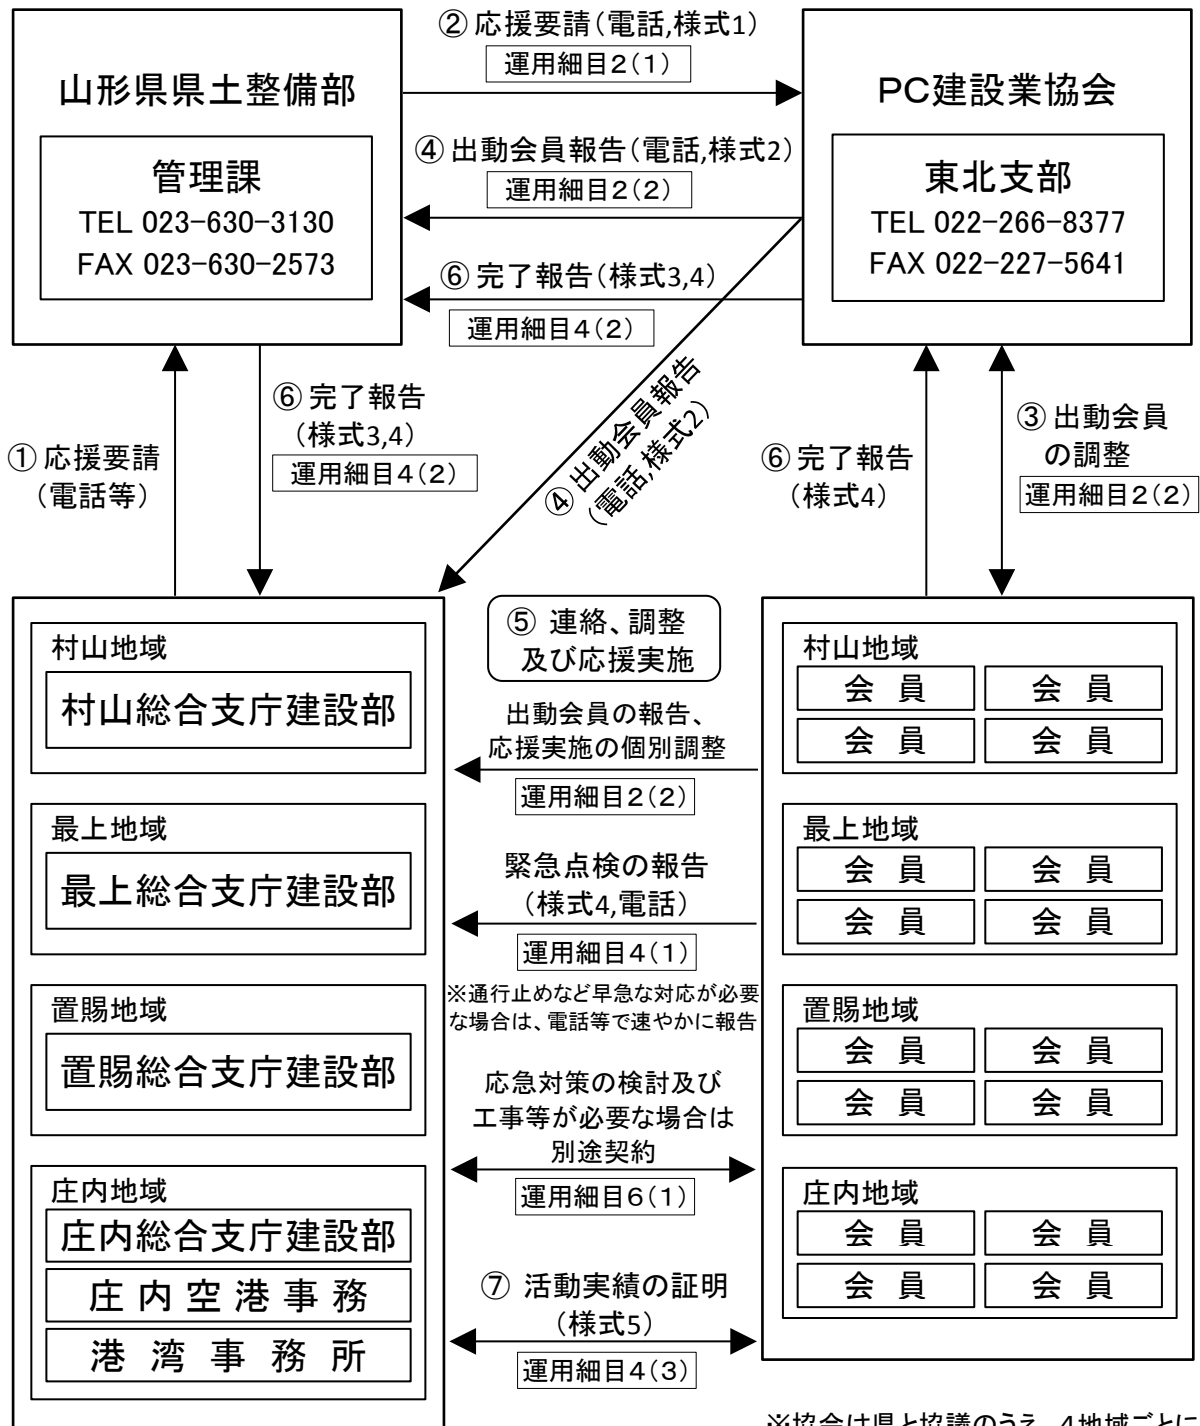 ② 応援要請(電話,様式1)
運用細目2(1)
山形県県土整備部
管理課
TEL 023-630-3130
FAX 023-630-2573
PC建設業協会
東北支部
TEL 022-266-8377
FAX 022-227-5641
④ 出動会員報告(電話,様式2)
運用細目2(2)
⑥ 完了報告(様式3,4)
運用細目4(2)
① 応援要請
(電話等)
⑥ 完了報告
(様式3,4)
運用細目4(2)
④ 出動会員報告
(電話,様式2)
⑥ 完了報告
(様式4)
③ 出動会員
の調整
運用細目2(2)
村山地域
村山総合支庁建設部
最上地域
最上総合支庁建設部
置賜地域
置賜総合支庁建設部
庄内地域
庄内総合支庁建設部
庄内空港事務
港湾事務所
⑤ 連絡、調整
及び応援実施
出動会員の報告、
応援実施の個別調整
運用細目2(2)
緊急点検の報告
(様式4,電話)
運用細目4(1)
※通行止めなど早急な対応が必要
な場合は、電話等で速やかに報告
応急対策の検討及び
工事等が必要な場合は
別途契約
運用細目6(1)
⑦ 活動実績の証明
(様式5)
運用細目4(3)
村山地域
会員 会員
会員 会員
最上地域
会員 会員
会員 会員
置賜地域
会員 会員
会員 会員
庄内地域
会員 会員
会員 会員
※協会は県と協議のうえ、4地域ごとに